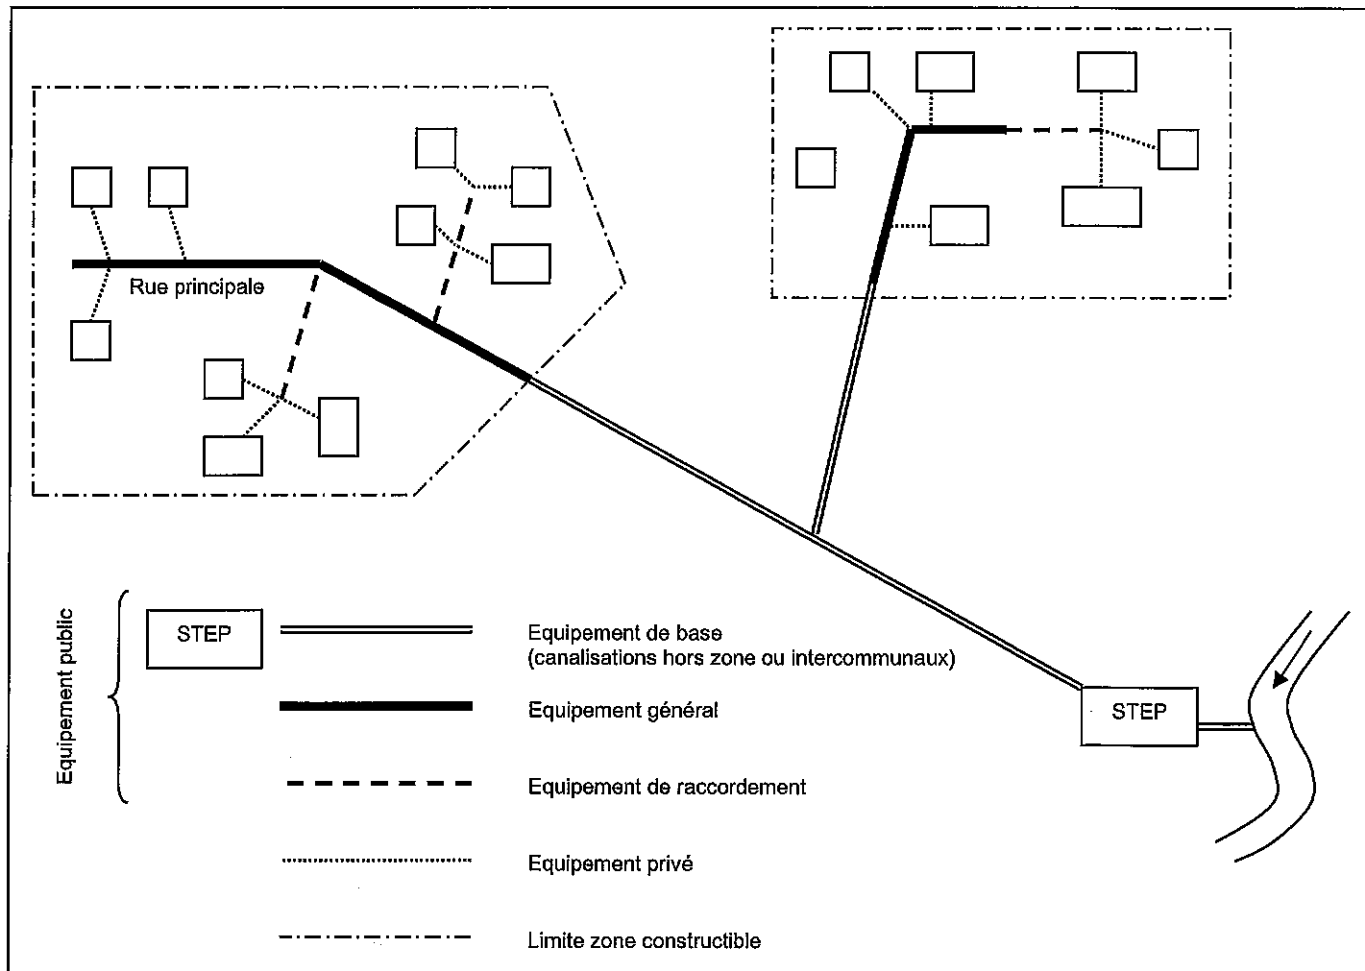 Rue principale
Equipement public
STEP
Equipement de base
(canalisations hors zone ou intercommunaux)
STEP
Equipement général
Equipement de raccordement
Equipement privé
Limite zone constructible